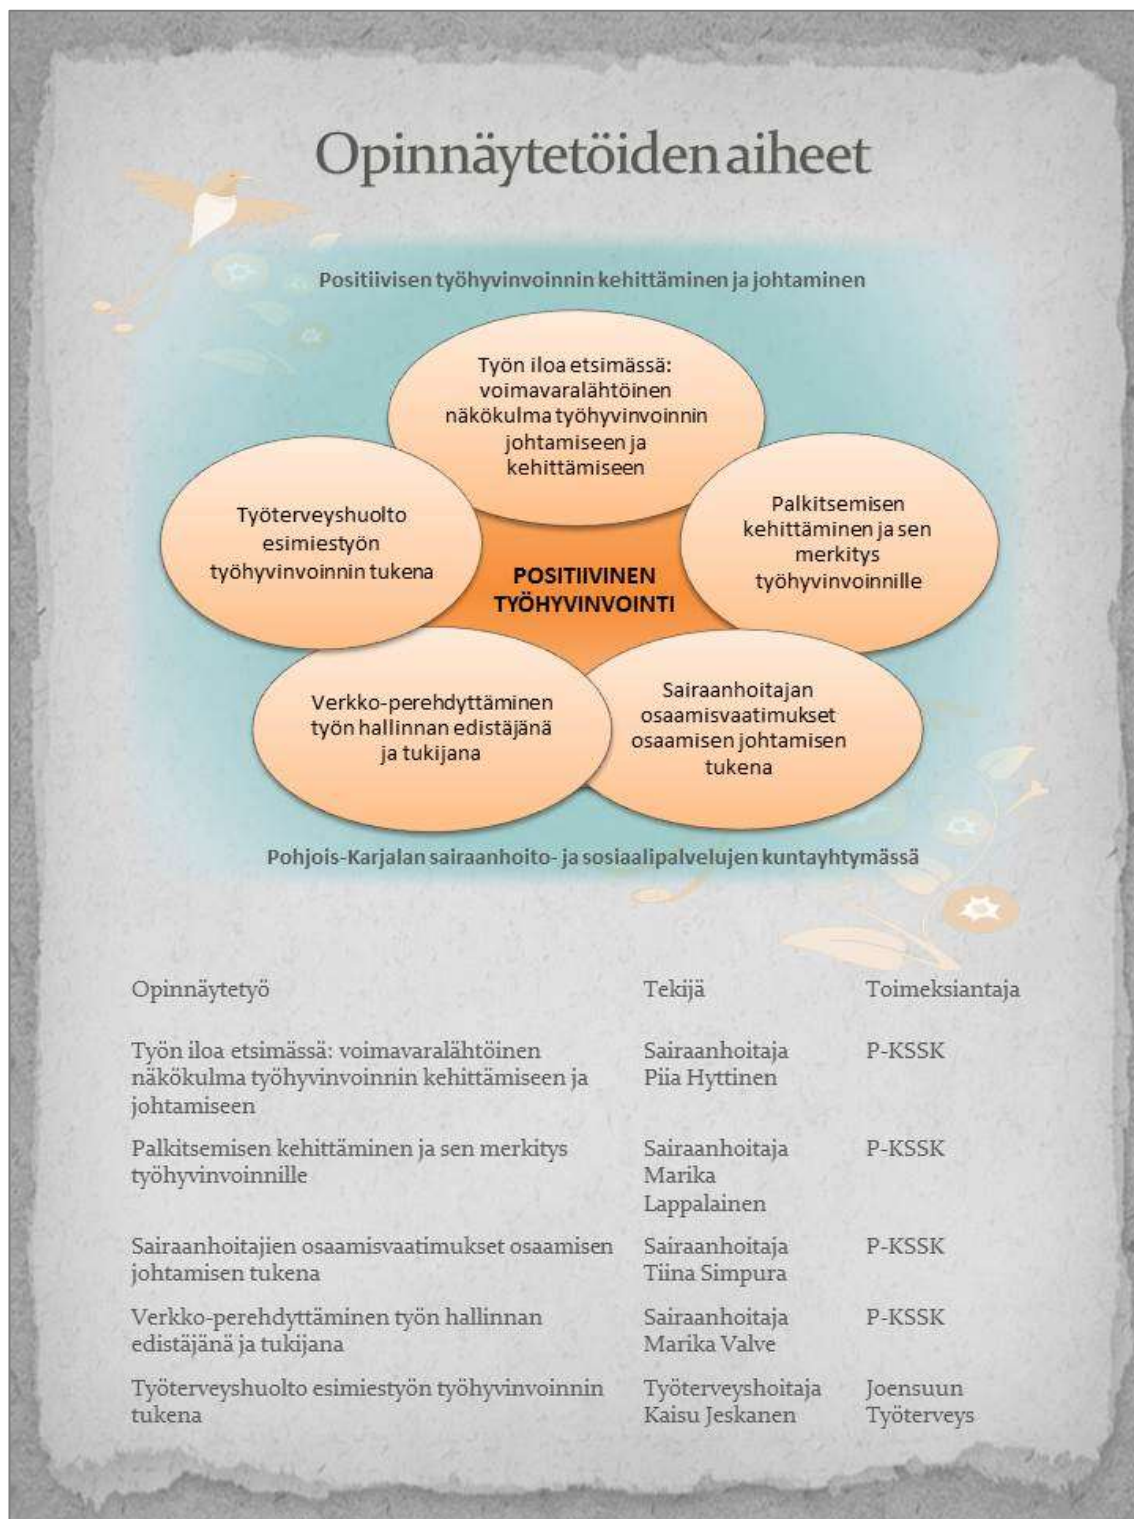 Opinnäytetöiden aiheet
Positiivisen työhyvinvoinnin kehittäminen ja johtaminen
Työn iloa etsimässä:
voimavaralähtöinen
näkökulma työhyvinvoinnin
johtamiseen ja
kehittämiseen
Työterveyshuolto
esimiestyön
työhyvinvoinnin tukena
Palkitsemisen
kehittäminen ja sen
merkitys
työhyvinvoinnille
POSITIIVINEN
TYÖHYVINVOINTI
Verkko-perehdyttäminen
työn hallinnan edistäjänä
ja tukijana
Sairaanhoitajan
osaamisvaatimukset
osaamisen johtamisen
tukena
Pohjois-Karjalan sairaanhoito- ja sosiaalipalvelujen kuntayhtymässä
Opinnäytetyö Tekijä Toimeksiantaja
Työn iloa etsimässä: voimavaralähtöinen Sairaanhoitaja P-KSSK
näkökulma työhyvinvoinnin kehittämiseen ja Piia Hyttinen
johtamiseen
Palkitsemisen kehittäminen ja sen merkitys Sairaanhoitaja P-KSSK
työhyvinvoinnille Marika
Lappalainen
Sairaanhoitajien osaamisvaatimukset osaamisen Sairaanhoitaja P-KSSK
johtamisen tukena Tiina Simpura
Verkko-perehdyttäminen työn hallinnan Sairaanhoitaja P-KSSK
edistäjänä ja tukijana Marika Valve
Työterveyshuolto esimiestyön työhyvinvoinnin Työterveyshoitaja Joensuun
tukena Kaisu Jeskanen Työterveys